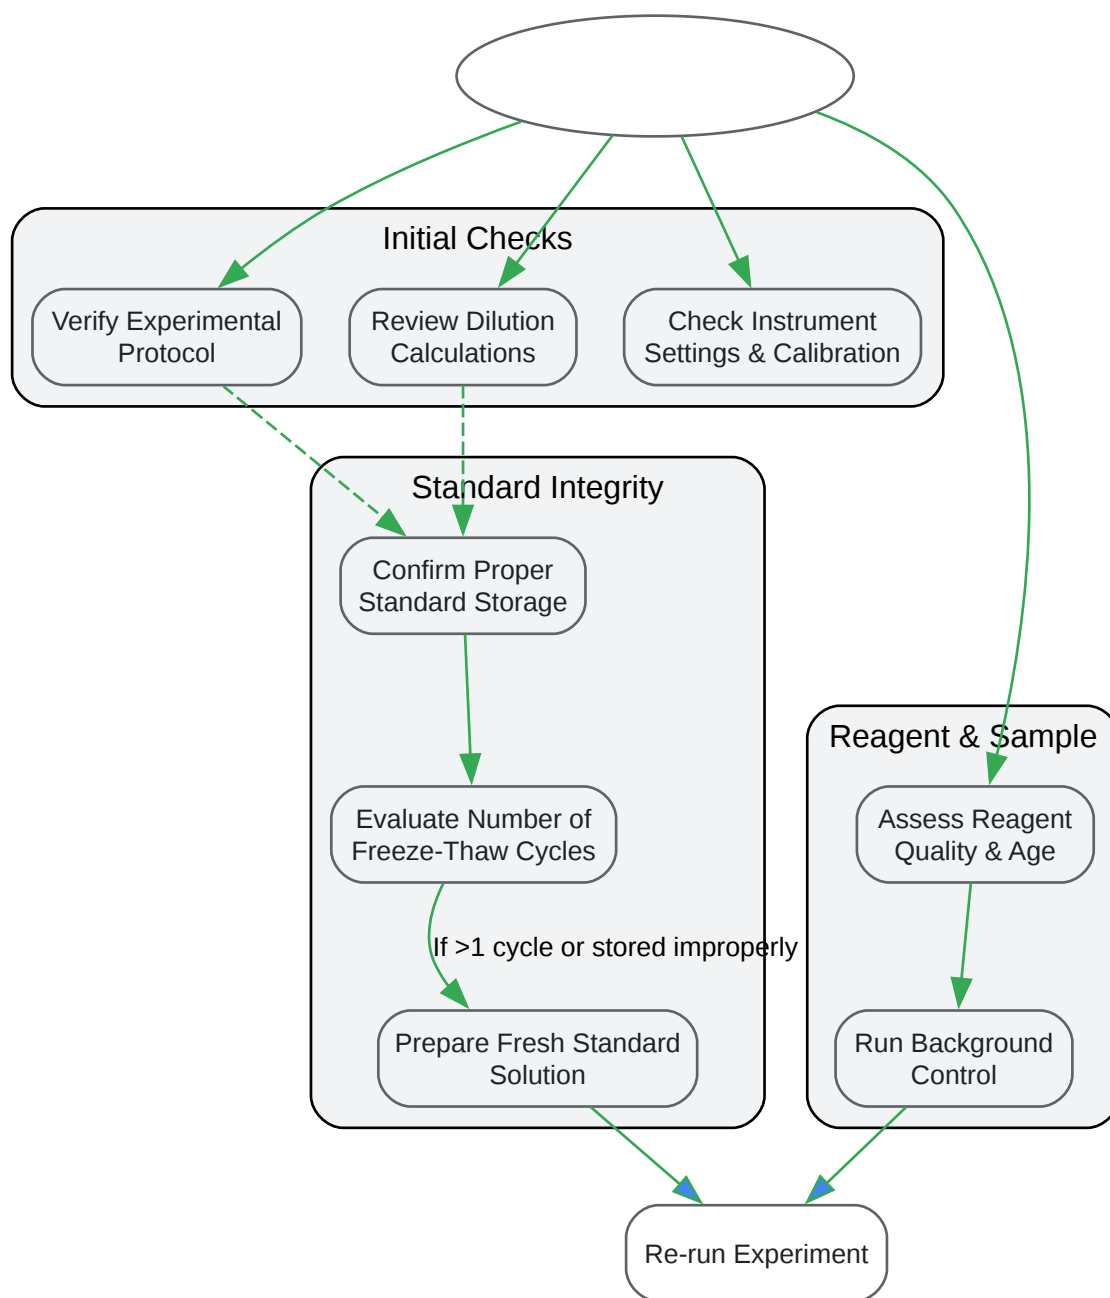 Initial Checks
Verify Experimental
Protocol
Review Dilution
Calculations
Check Instrument
Settings & Calibration
Standard Integrity
Confirm Proper
Standard Storage
Evaluate Number of
Freeze-Thaw Cycles
If >1 cycle or stored improperly
Prepare Fresh Standard
Solution
Reagent & Sample
Assess Reagent
Quality & Age
Run Background
Control
Re-run Experiment